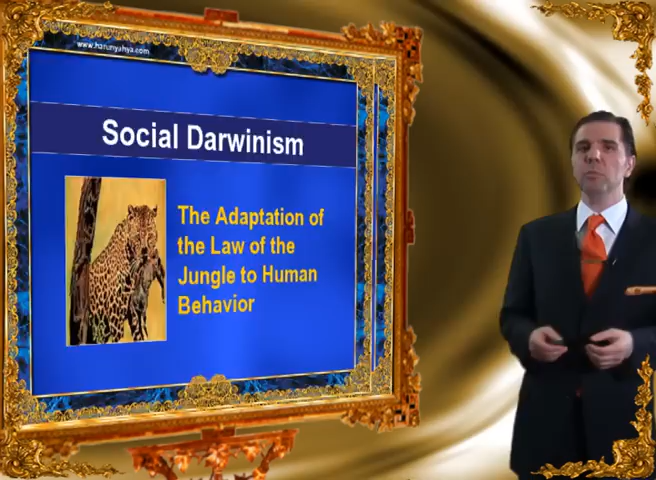 www.harunyahya.com
Social Darwinism
The Adaptation of
the Law of the
Jungle to Human
Behavior